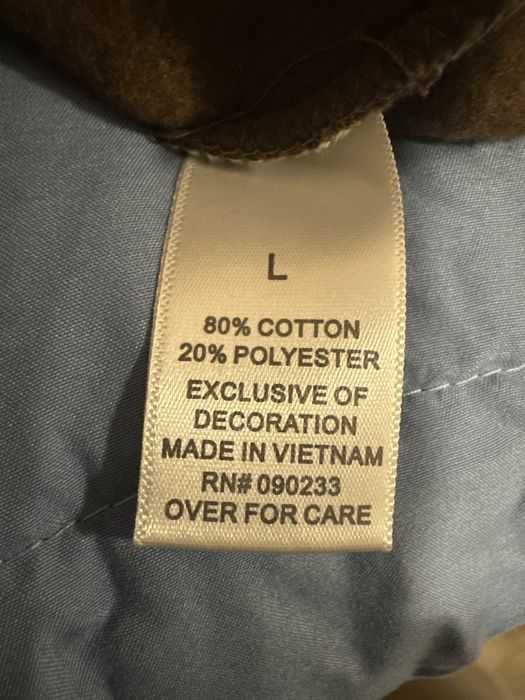 L
80% COTTON
20% POLYESTER
EXCLUSIVE OF
DECORATION
MADE IN VIETNAM
RN# 090233
OVER FOR CARE